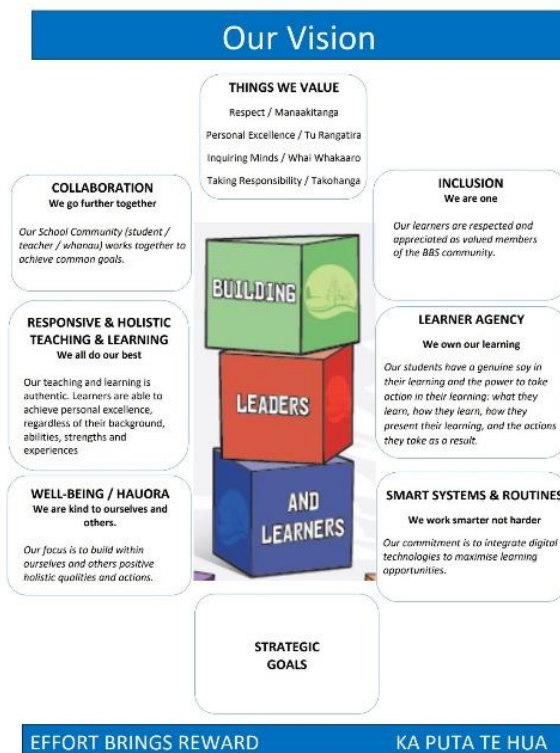 Our Vision
THINGS WE VALUE
Respect / Manaakitanga
Personal Excellence / Tu Rangatira
Inquiring Minds / Whai Whakaaro
Taking Responsibility / Takohanga
COLLABORATION
We go further together
Our School Community (student /
teacher / whanau) works together to
achieve common goals.
INCLUSION
We are one
Our learners are respected and
appreciated as valued members
of the BBS community.
RESPONSIVE & HOLISTIC
TEACHING & LEARNING
We all do our best
Our teaching and learning is
authentic. Learners are able to
achieve personal excellence,
regardless of their background,
abilities, strengths and
experiences
LEARNER AGENCY
We own our learning
Our students have a genuine say in
their learning and the power to take
action in their learning: what they
learn, how they learn, how they
present their learning, and the actions
they take as a result.
BUILDING
LEADERS
AND
LEARNERS
WELL-BEING / HAUORA
We are kind to ourselves and
others.
Our focus is to build within
ourselves and others positive
holistic qualities and actions.
SMART SYSTEMS & ROUTINES
We work smarter not harder
Our commitment is to integrate digital
technologies to maximise learning
opportunities.
STRATEGIC
GOALS
EFFORT BRINGS REWARD
KA PUTA TE HUA